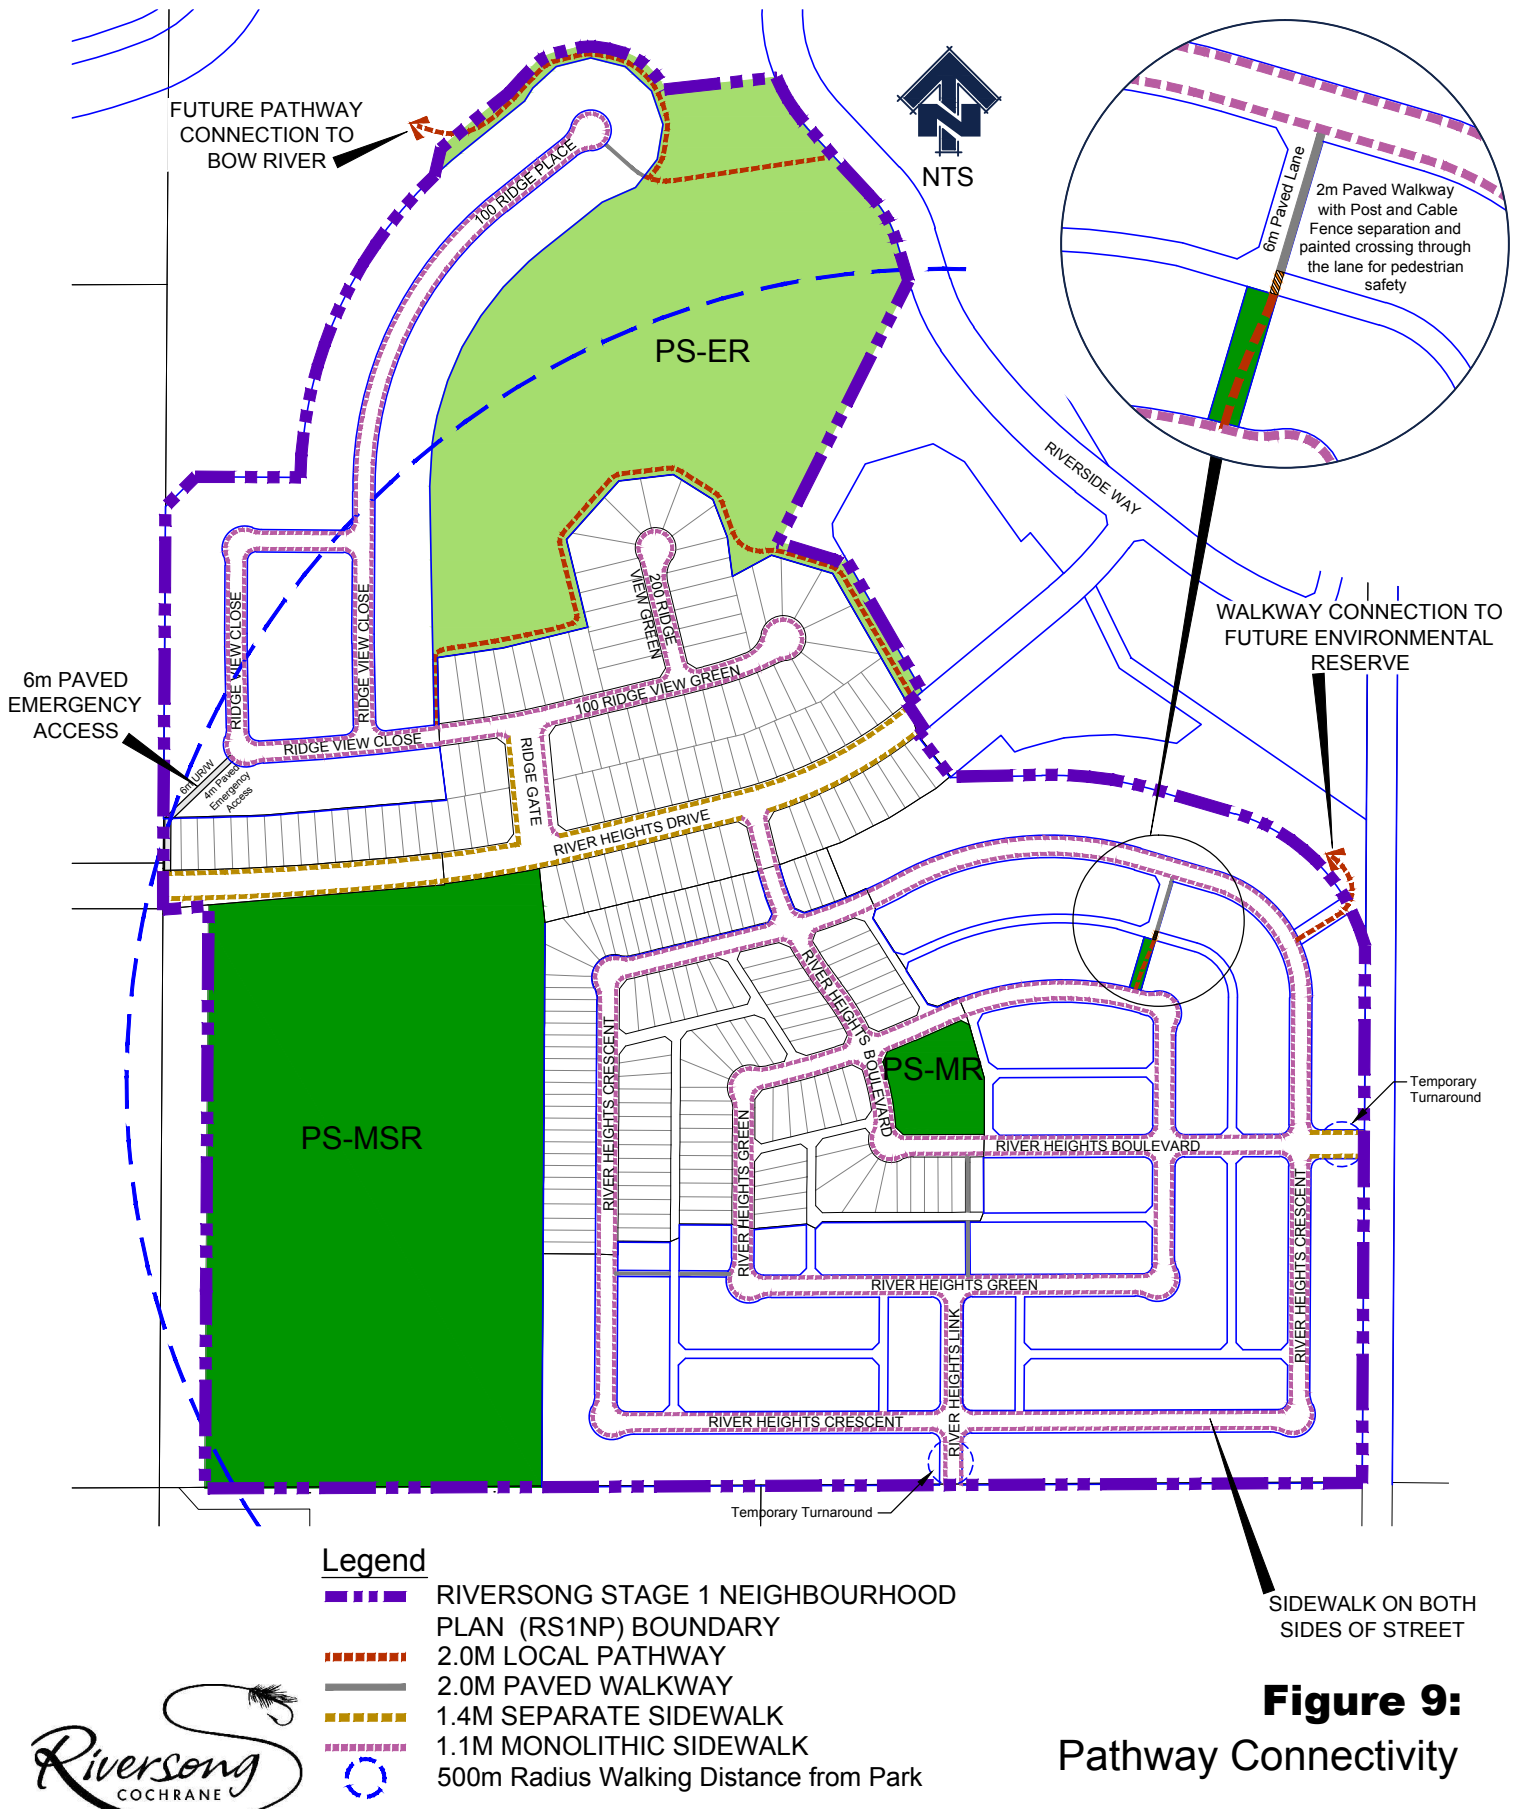 FUTURE PATHWAY
CONNECTION TO
BOW RIVER
NTS
6m Paved Lane
2m Paved Walkway
with Post and Cable
Fence separation and
painted crossing through
the lane for pedestrian
safety
100 RIDGE PLACE
PS-ER
RIVERSIDE WAY
WALKWAY CONNECTION TO
FUTURE ENVIRONMENTAL
RESERVE
200 RIDGE
VIEW GREEN
RIDGE VIEW CLOSE
RIDGE VIEW CLOSE
100 RIDGE VIEW GREEN
6m PAVED
EMERGENCY
ACCESS
RIDGE VIEW CLOSE
6m UR/W
4m Paved
Emergency
Access
RIDGE GATE
RIVER HEIGHTS DRIVE
RIVER HEIGHTS BOULEVARD
RIVER HEIGHTS CRESCENT
PS-MR
PS-MSR
RIVER HEIGHTS GREEN
RIVER HEIGHTS BOULEVARD
Temporary
Turnaround
RIVER HEIGHTS CRESCENT
RIVER HEIGHTS GREEN
RIVER HEIGHTS LINK
RIVER HEIGHTS CRESCENT
Temporary Turnaround
SIDEWALK ON BOTH
SIDES OF STREET
Legend
RIVERSONG STAGE 1 NEIGHBOURHOOD
PLAN (RS1NP) BOUNDARY
2.0M LOCAL PATHWAY
2.0M PAVED WALKWAY
1.4M SEPARATE SIDEWALK
1.1M MONOLITHIC SIDEWALK
500m Radius Walking Distance from Park
Riversong
COCHRANE
Figure 9:
Pathway Connectivity